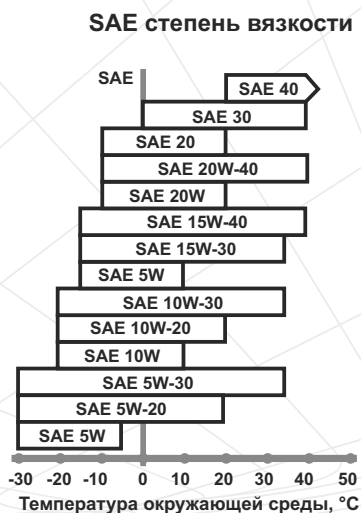 SAE степень вязкости
SAE
SAE 40
SAE 30
SAE 20
SAE 20W-40
SAE 20W
SAE 15W-40
SAE 15W-30
SAE 5W
SAE 10W-30
SAE 10W-20
SAE 10W
SAE 5W-30
SAE 5W-20
SAE 5W
-30 -20 -10 0 10 20 30 40 50
Температура окружающей среды, °C